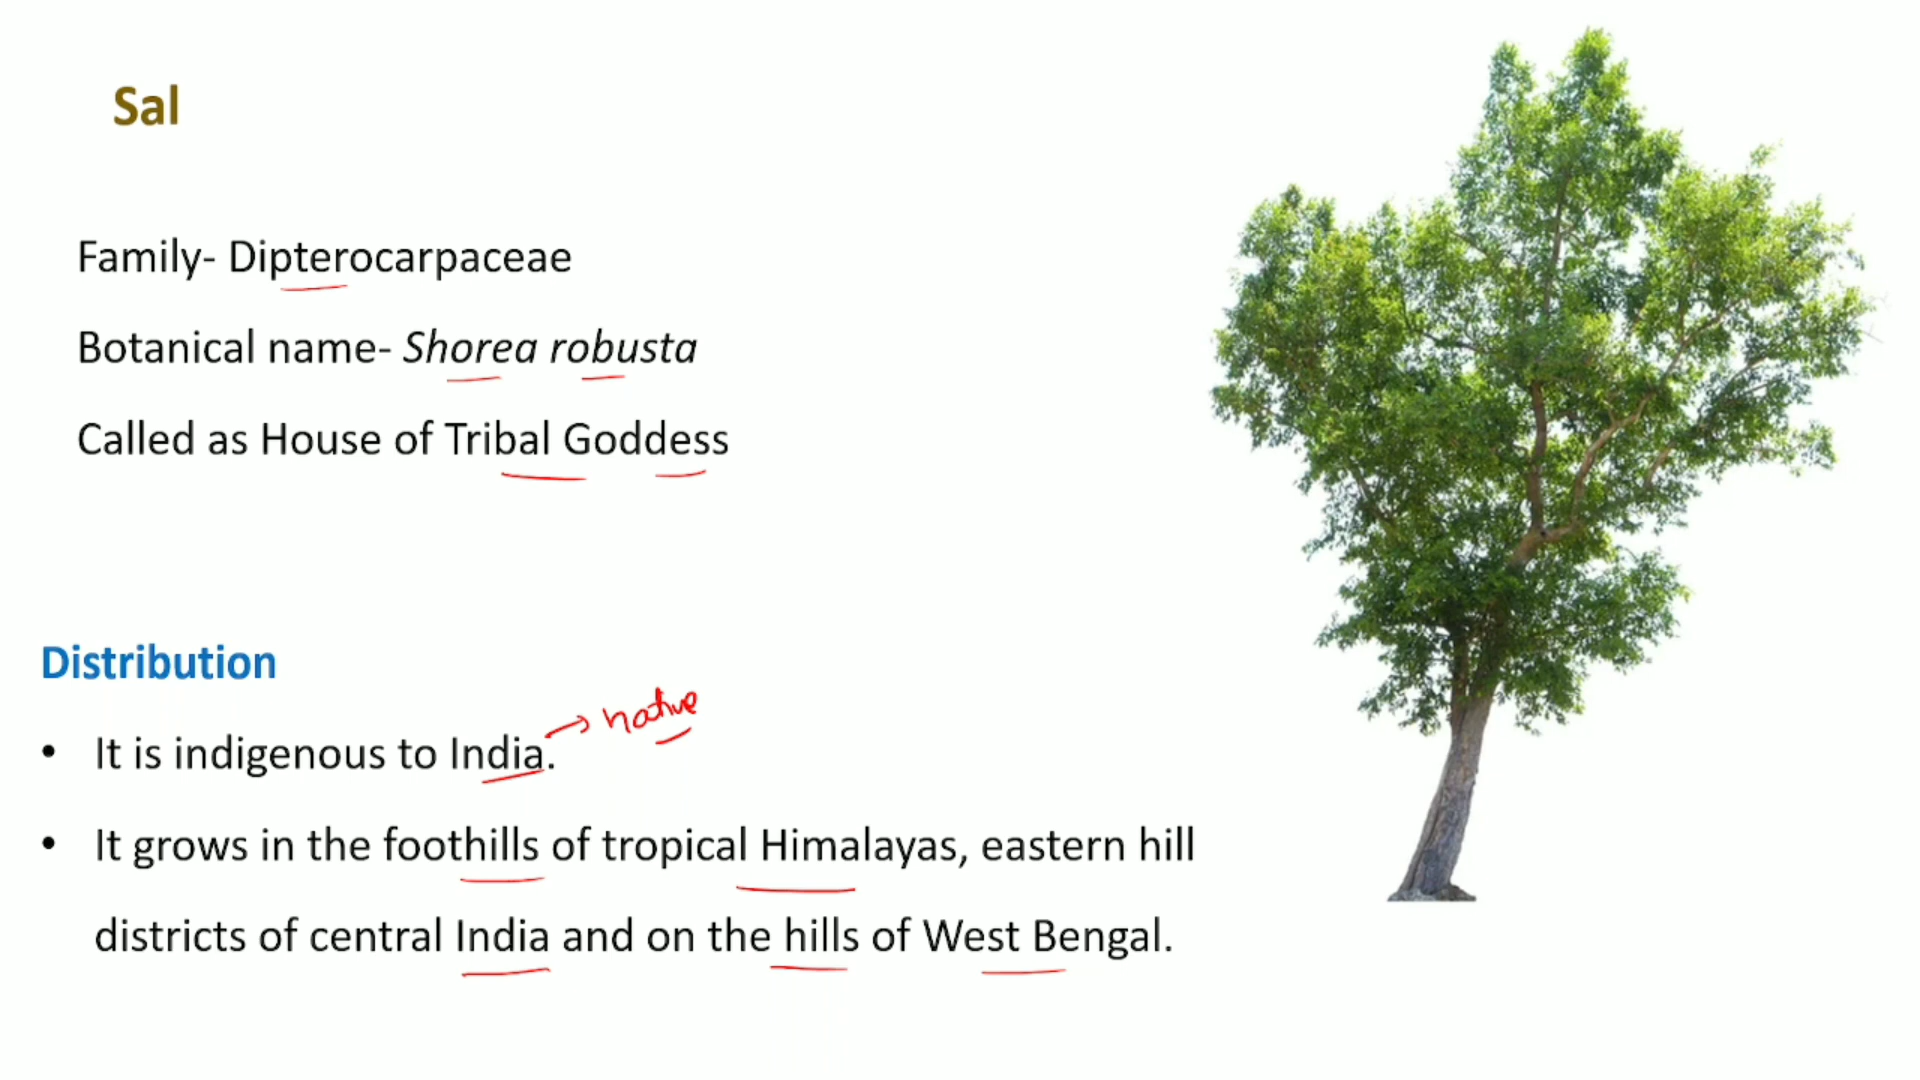 Sal
Family- Dipterocarpaceae
Botanical name- Shorea robusta
Called as House of Tribal Goddess
Distribution
→ native
• It is indigenous to India.
• It grows in the foothills of tropical Himalayas, eastern hill
districts of central India and on the hills of West Bengal.